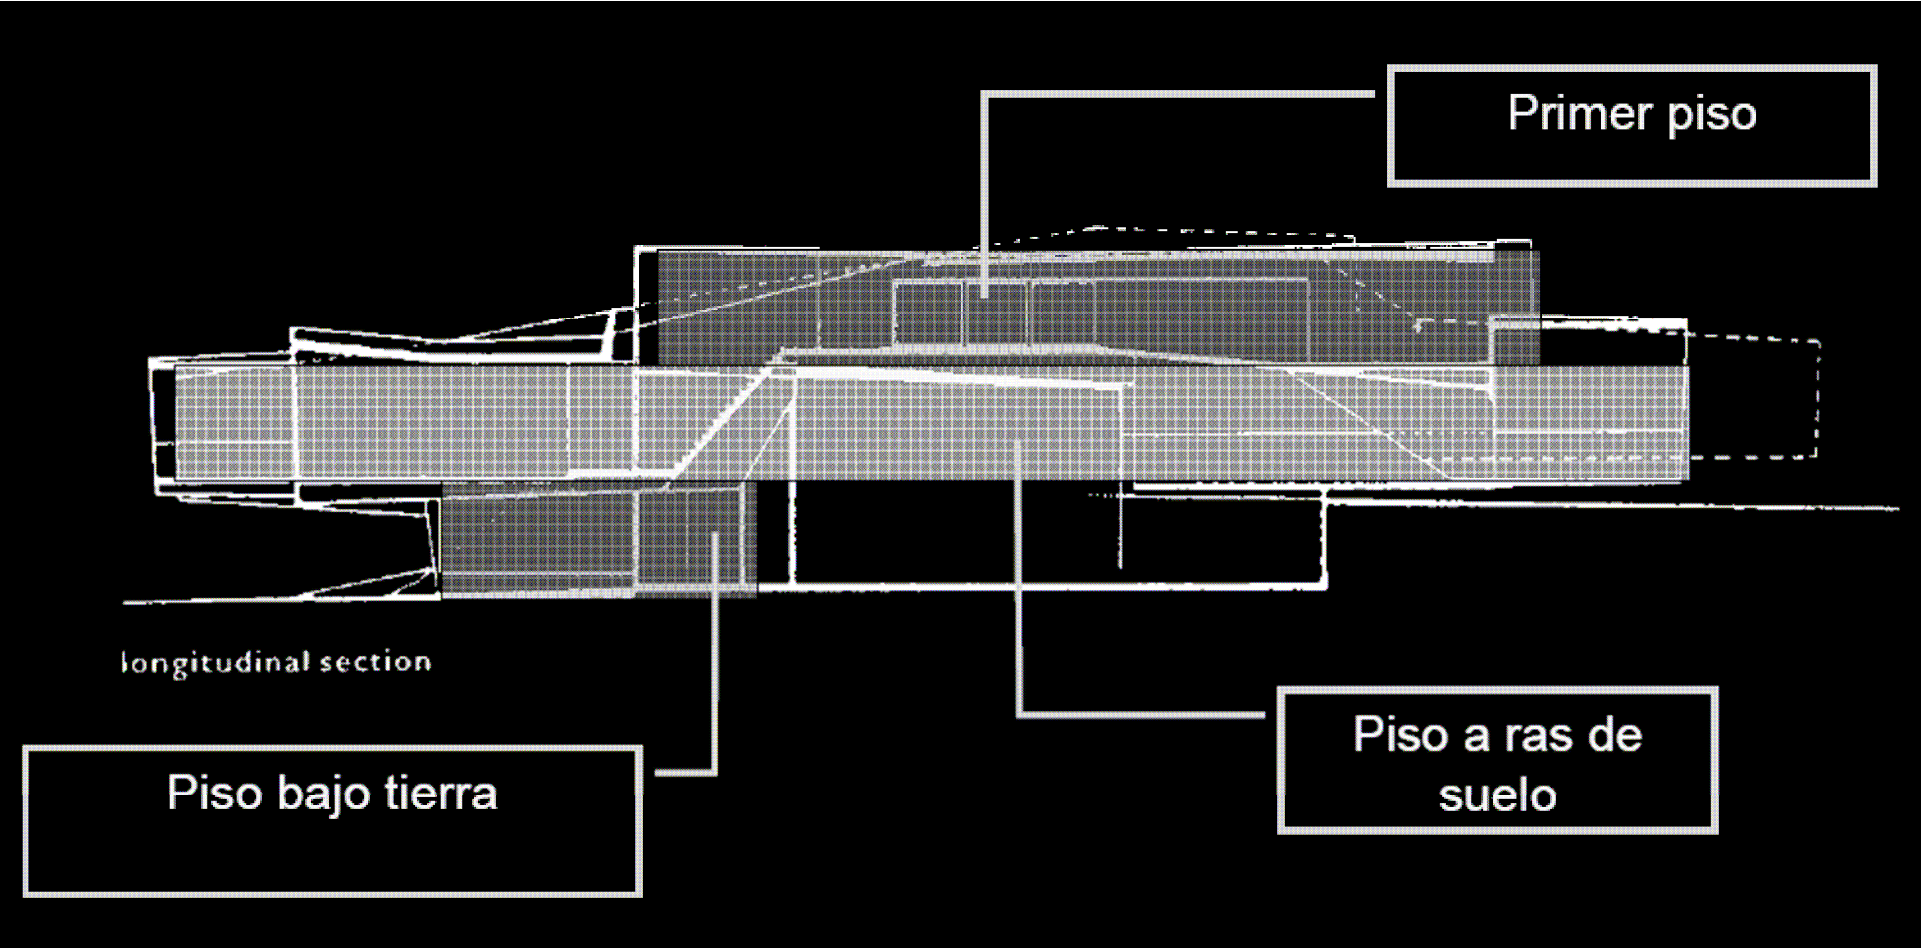 Primer piso
longitudinal section
Piso bajo tierra
Piso a ras de
suelo